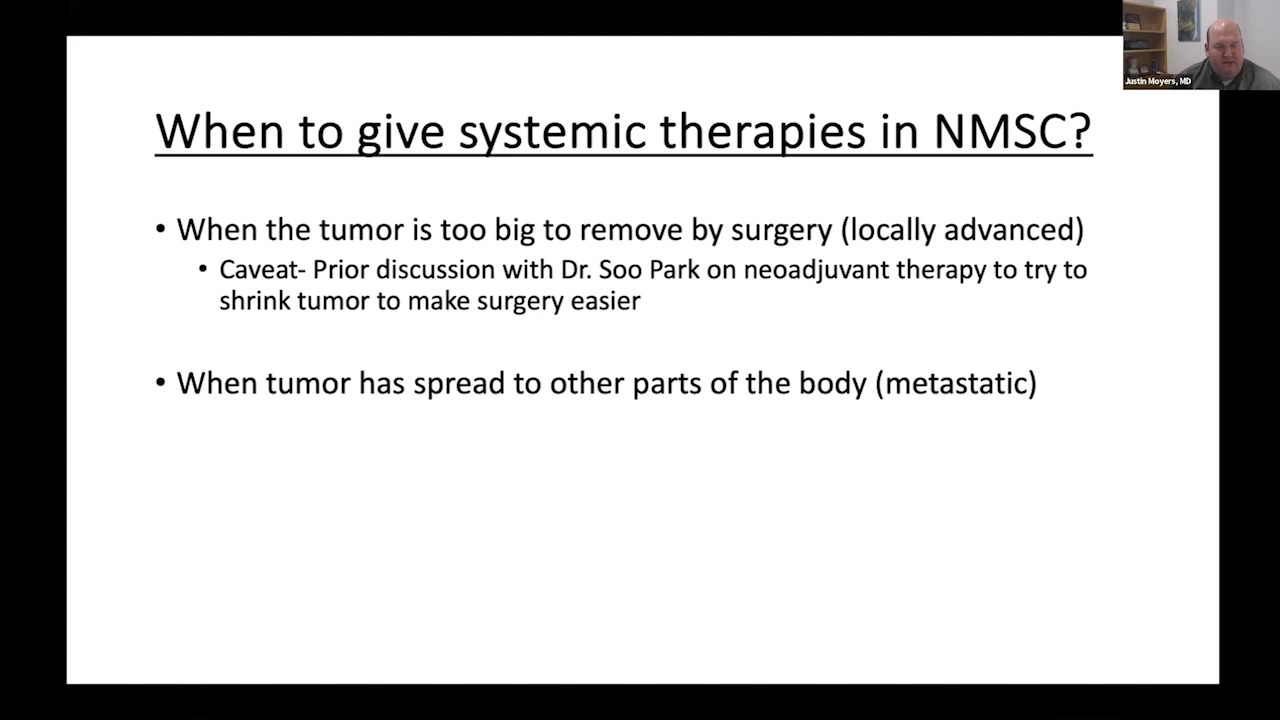 Justin Moyers, MD
When to give systemic therapies in NMSC?
• When the tumor is too big to remove by surgery (locally advanced)
• Caveat- Prior discussion with Dr. Soo Park on neoadjuvant therapy to try to
shrink tumor to make surgery easier
• When tumor has spread to other parts of the body (metastatic)